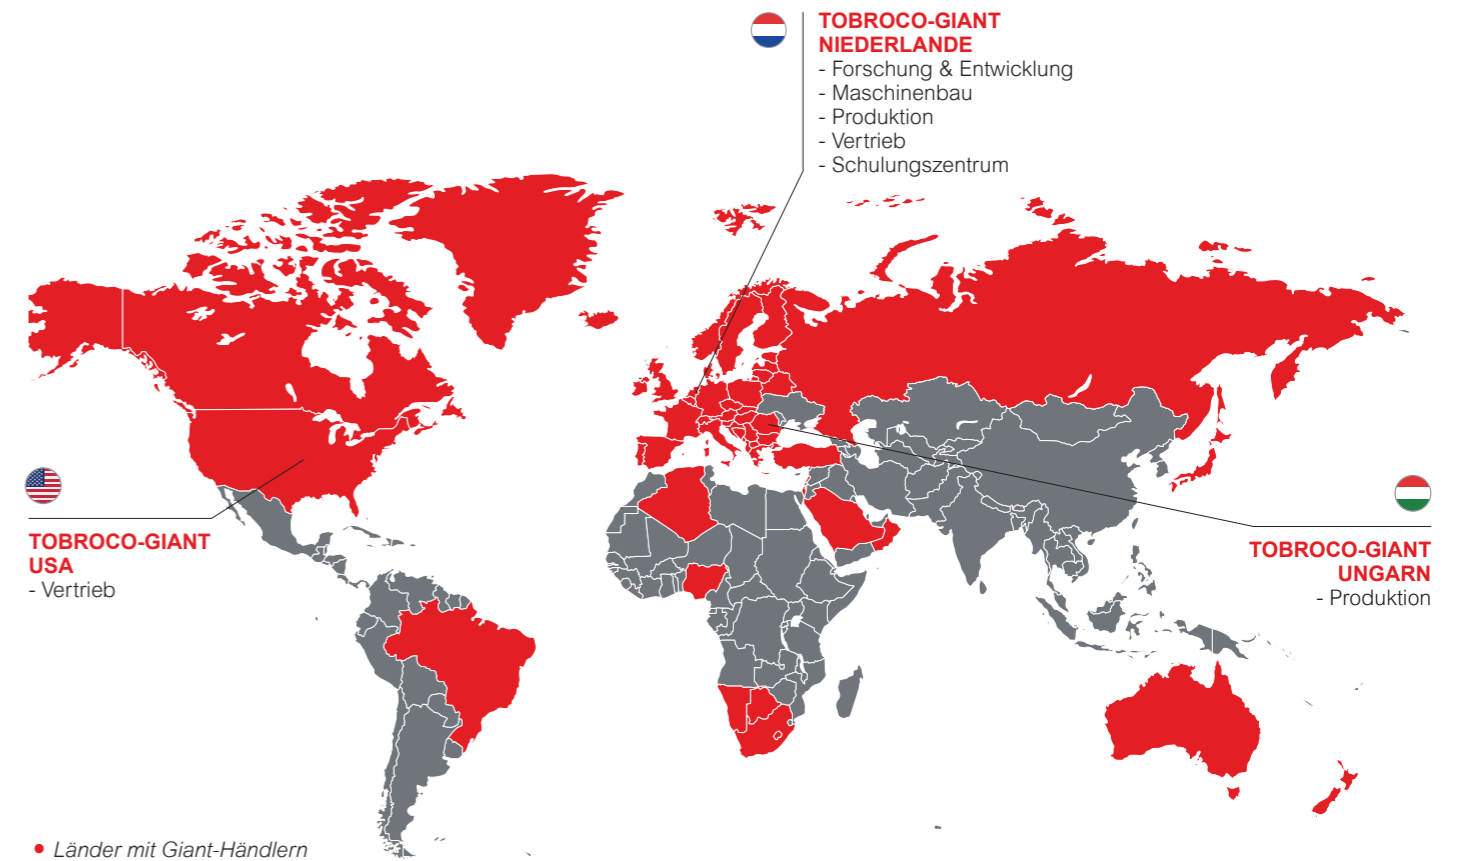 TOBROCO-GIANT
NIEDERLANDE
- Forschung & Entwicklung
- Maschinenbau
- Produktion
- Vertrieb
- Schulungszentrum
TOBROCO-GIANT
USA
- Vertrieb
TOBROCO-GIANT
UNGARN
- Produktion
• Länder mit Giant-Händlern